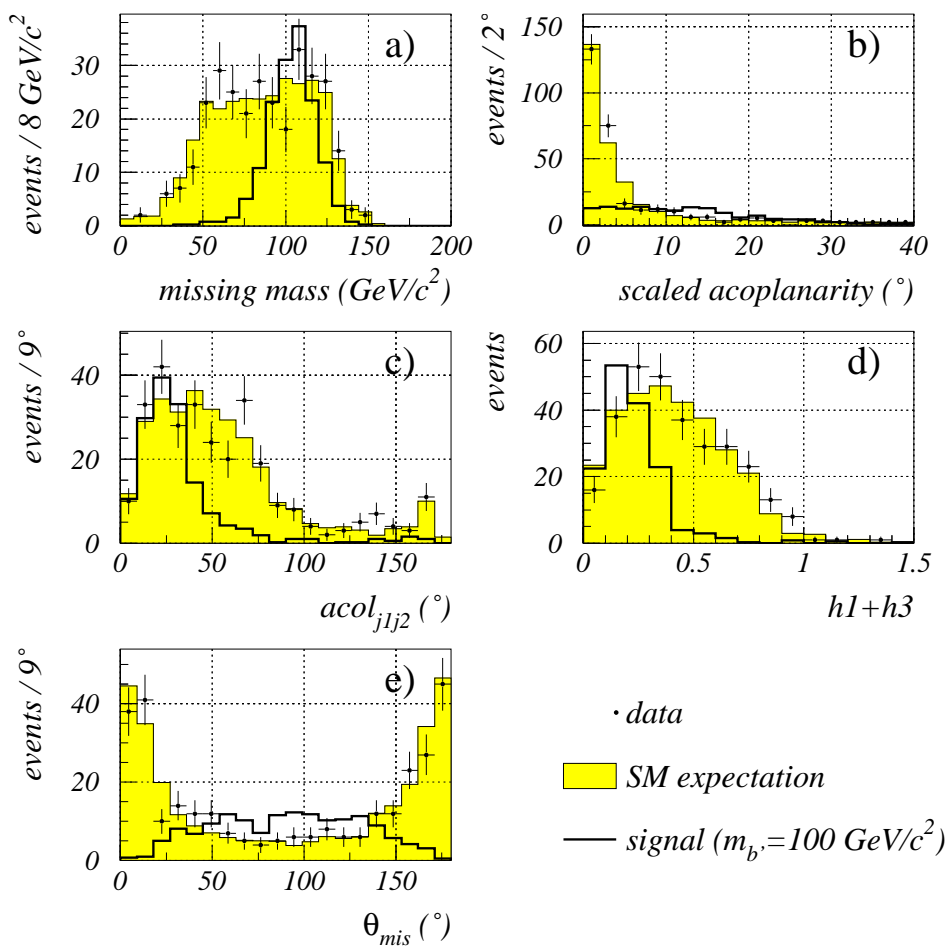 a)
events / 8 GeV/c²
30
20
10
0
0 50 100 150 200
missing mass (GeV/c²)
b)
events / 2°
150
100
50
0
0 10 20 30 40
scaled acoplanarity (°)
c)
events / 9°
40
20
0
0 50 100 150
acol_j1j2 (°)
d)
events
60
40
20
0
0 0.5 1 1.5
h1+h3
e)
events / 9°
40
20
0
0 50 100 150
θ_mis (°)
data
SM expectation
signal (m_b'=100 GeV/c²)